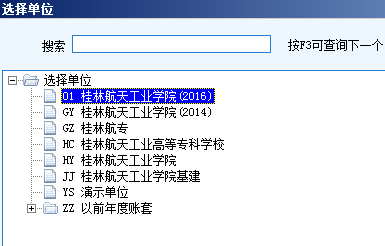 选择单位
搜索 按F3可查询下一个
选择单位
01 桂林航天工业学院(2016)
GY 桂林航天工业学院(2014)
GZ 桂林航专
HC 桂林航天工业高等专科学校
HY 桂林航天工业学院
JJ 桂林航天工业学院基建
YS 演示单位
ZZ 以前年度账套